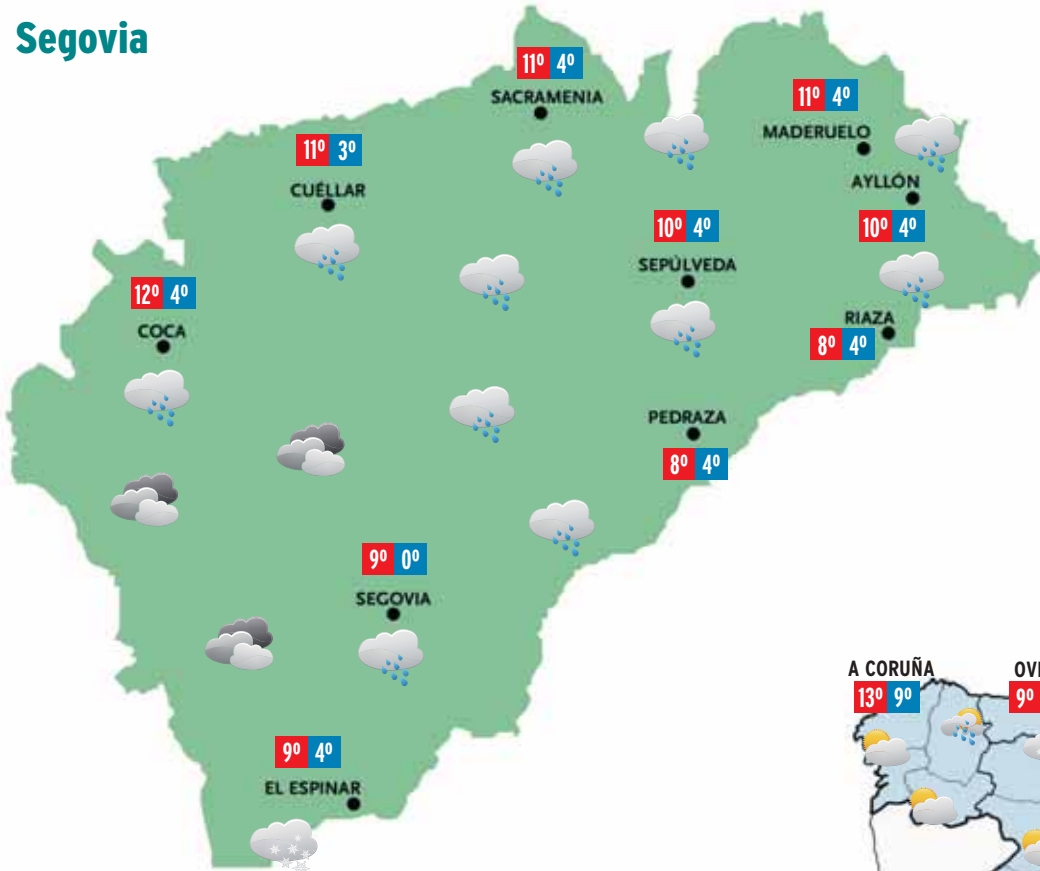 Segovia
11º 4º
SACRAMENIA
11º 4º
MADERUELO
11º 3º
CUÉLLAR
AYLLÓN
10º 4º
10º 4º
SEPÚLVEDA
12º 4º
COCA
RIAZA
8º 4º
PEDRAZA
8º 4º
9º 0º
SEGOVIA
A CORUÑA
13º 9º
9º
9º 4º
EL ESPINAR